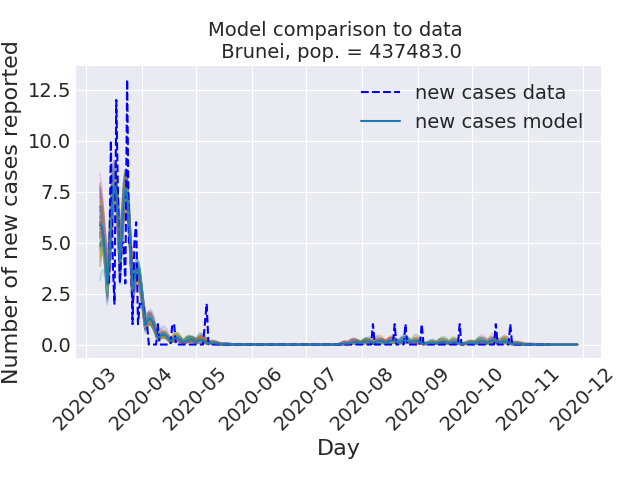 Model comparison to data
Brunei, pop. = 437483.0
new cases data
new cases model
Number of new cases reported
12.5
10.0
7.5
5.0
2.5
0.0
2020-03
2020-04
2020-05
2020-06
2020-07
2020-08
2020-09
2020-10
2020-11
2020-12
Day